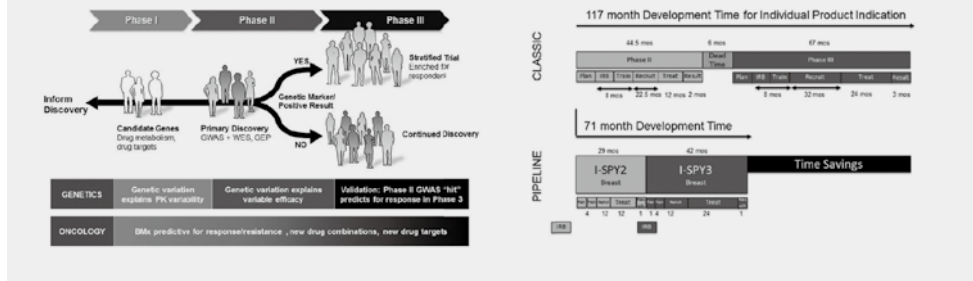 Phase I
Phase II
Phase III
YES
Stratified Trial
Enriched for
responders
Inform
Discovery
Genetic Marker/
Positive Result
Candidate Genes
Drug metabolism,
drug targets
Primary Discovery
GWAS + WES, GEP
NO
Continued Discovery
GENETICS
Genetic variation
explains PK variability
Genetic variation explains
variable efficacy
Validation: Phase II GWAS "hit"
predicts for response in Phase 3
ONCOLOGY
BMx predictive for response/resistance , new drug combinations, new drug targets
117 month Development Time for Individual Product Indication
CLASSIC
44.5 mos
6 mos
67 mos
Phase II
Dead
Time
Phase III
Plan
IRB
Train
Recruit
Treat
Result
Plan
IRB
Train
Recruit
Treat
Result
8 mos
22.5 mos
12 mos
2 mos
8 mos
32 mos
24 mos
3 mos
71 month Development Time
PIPELINE
29 mos
42 mos
I-SPY2
Breast
I-SPY3
Breast
Time Savings
Treat
Treat
4
12
12
1
1
4
12
24
1
IRB
IRB